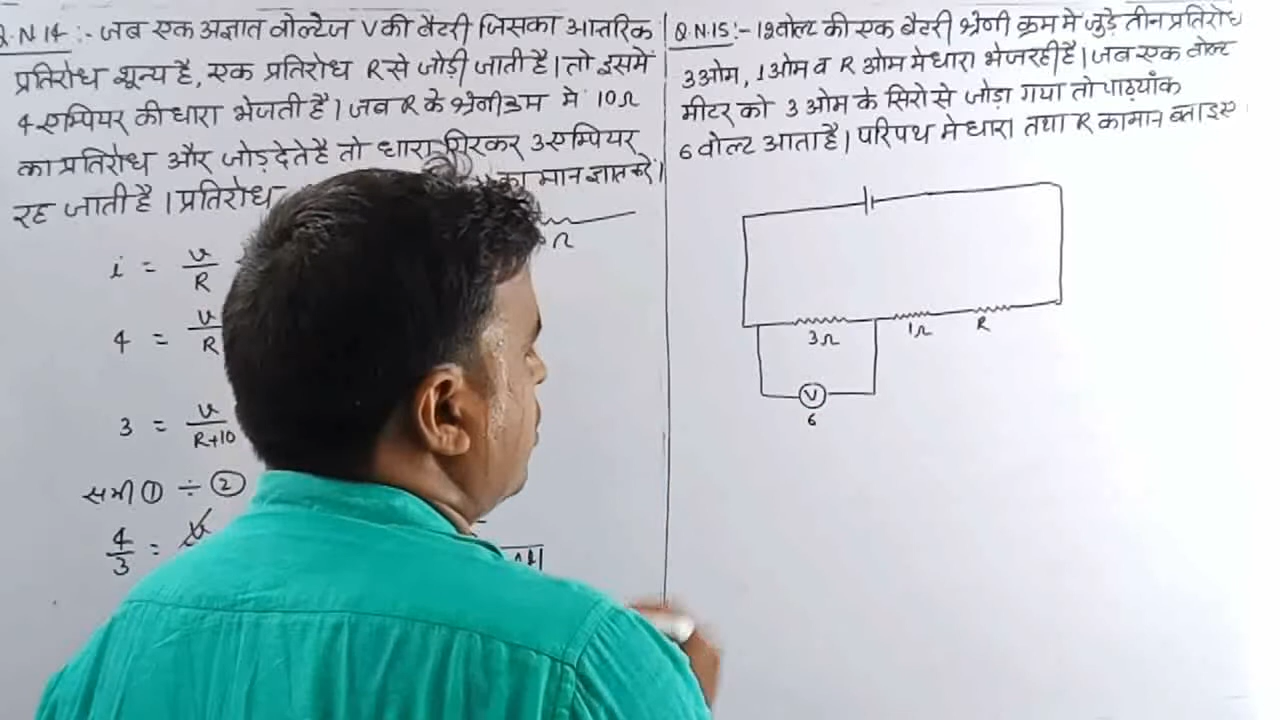 Q.N.14 :- जब एक अज्ञात वोल्टेज V की बैटरी जिसका आन्तरिक
प्रतिरोध शून्य है, एक प्रतिरोध R से जोड़ी जाती है। तो इसमें
4 एम्पियर की धारा भेजती है। जब R के श्रेणीक्रम मे 10Ω
का प्रतिरोध और जोड़ देते है तो धारा गिरकर 3 एम्पियर
रह जाती है। प्रतिरोध का मान ज्ञात करें।
Ω
i = v/R
4 = v/R
3 = v/R+10
समी ① ÷ ②
4/3 =
Q.N.15:- 12 वोल्ट की एक बैटरी श्रेणी क्रम मे जुड़े तीन प्रतिरोध
3 ओम, 1 ओम व R ओम मे धारा भेज रही है। जब एक वोल्ट
मीटर को 3 ओम के सिरो से जोड़ा गया तो पाठ्याँक
6 वोल्ट आता है। परिपथ मे धारा तथा R का मान बताइए।
3Ω 1Ω R
V
6